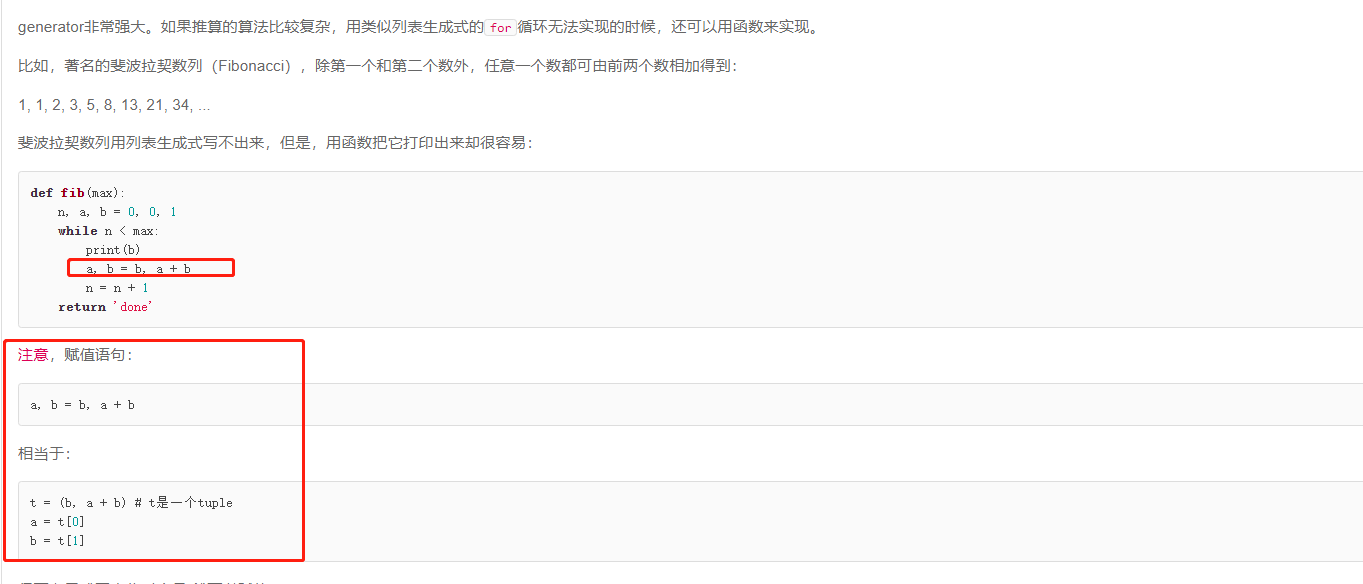 generator非常强大。如果推算的算法比较复杂，用类似列表生成式的for循环无法实现的时候，还可以用函数来实现。
比如，著名的斐波拉契数列（Fibonacci），除第一个和第二个数外，任意一个数都可由前两个数相加得到：
1, 1, 2, 3, 5, 8, 13, 21, 34, ...
斐波拉契数列用列表生成式写不出来，但是，用函数把它打印出来却很容易：
def fib(max):
    n, a, b = 0, 0, 1
    while n < max:
        print(b)
        a, b = b, a + b
        n = n + 1
    return 'done'
注意，赋值语句：
a, b = b, a + b
相当于：
t = (b, a + b) # t是一个tuple
a = t[0]
b = t[1]